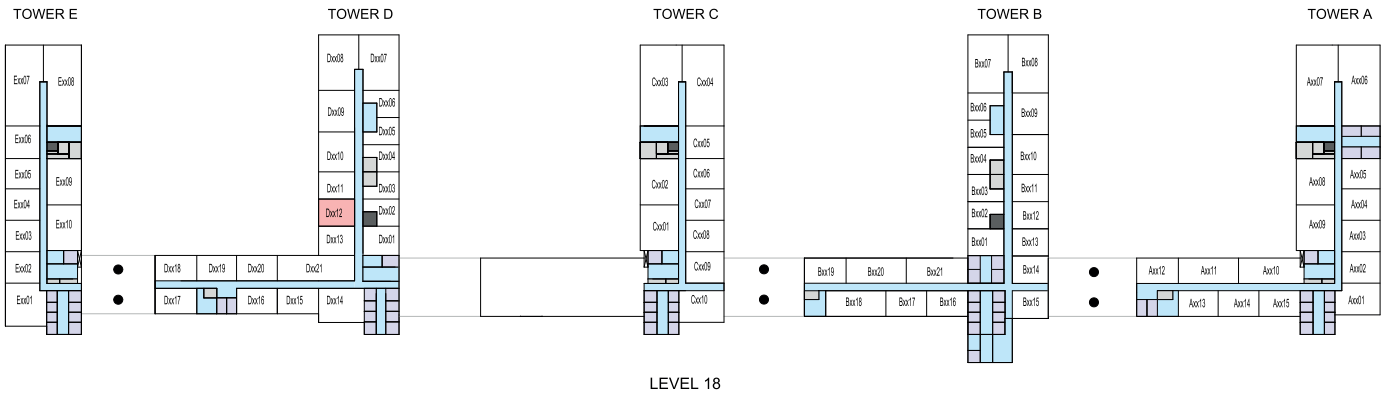 TOWER E TOWER D TOWER C TOWER B TOWER A
Exx07 Exx08
Exx06
Exx05 Exx09
Exx04
Exx03 Exx10
Exx02
Exx01
Dxx08 Dxx07
Dxx09 Dxx06
Dxx05
Dxx10 Dxx04
Dxx11 Dxx03
Dxx12 Dxx02
Dxx13 Dxx01
Dxx18 Dxx19 Dxx20 Dxx21
Dxx17 Dxx16 Dxx15 Dxx14
Cxx03 Cxx04
Cxx05
Cxx02 Cxx06
Cxx07
Cxx01 Cxx08
Cxx09
Cxx10
Bxx07 Bxx08
Bxx06 Bxx09
Bxx05
Bxx04 Bxx10
Bxx03 Bxx11
Bxx02 Bxx12
Bxx01 Bxx13
Bxx19 Bxx20 Bxx21 Bxx14
Bxx18 Bxx17 Bxx16 Bxx15
Axx07 Axx06
Axx08 Axx05
Axx04
Axx09 Axx03
Axx12 Axx11 Axx10 Axx02
Axx13 Axx14 Axx15 Axx01
LEVEL 18